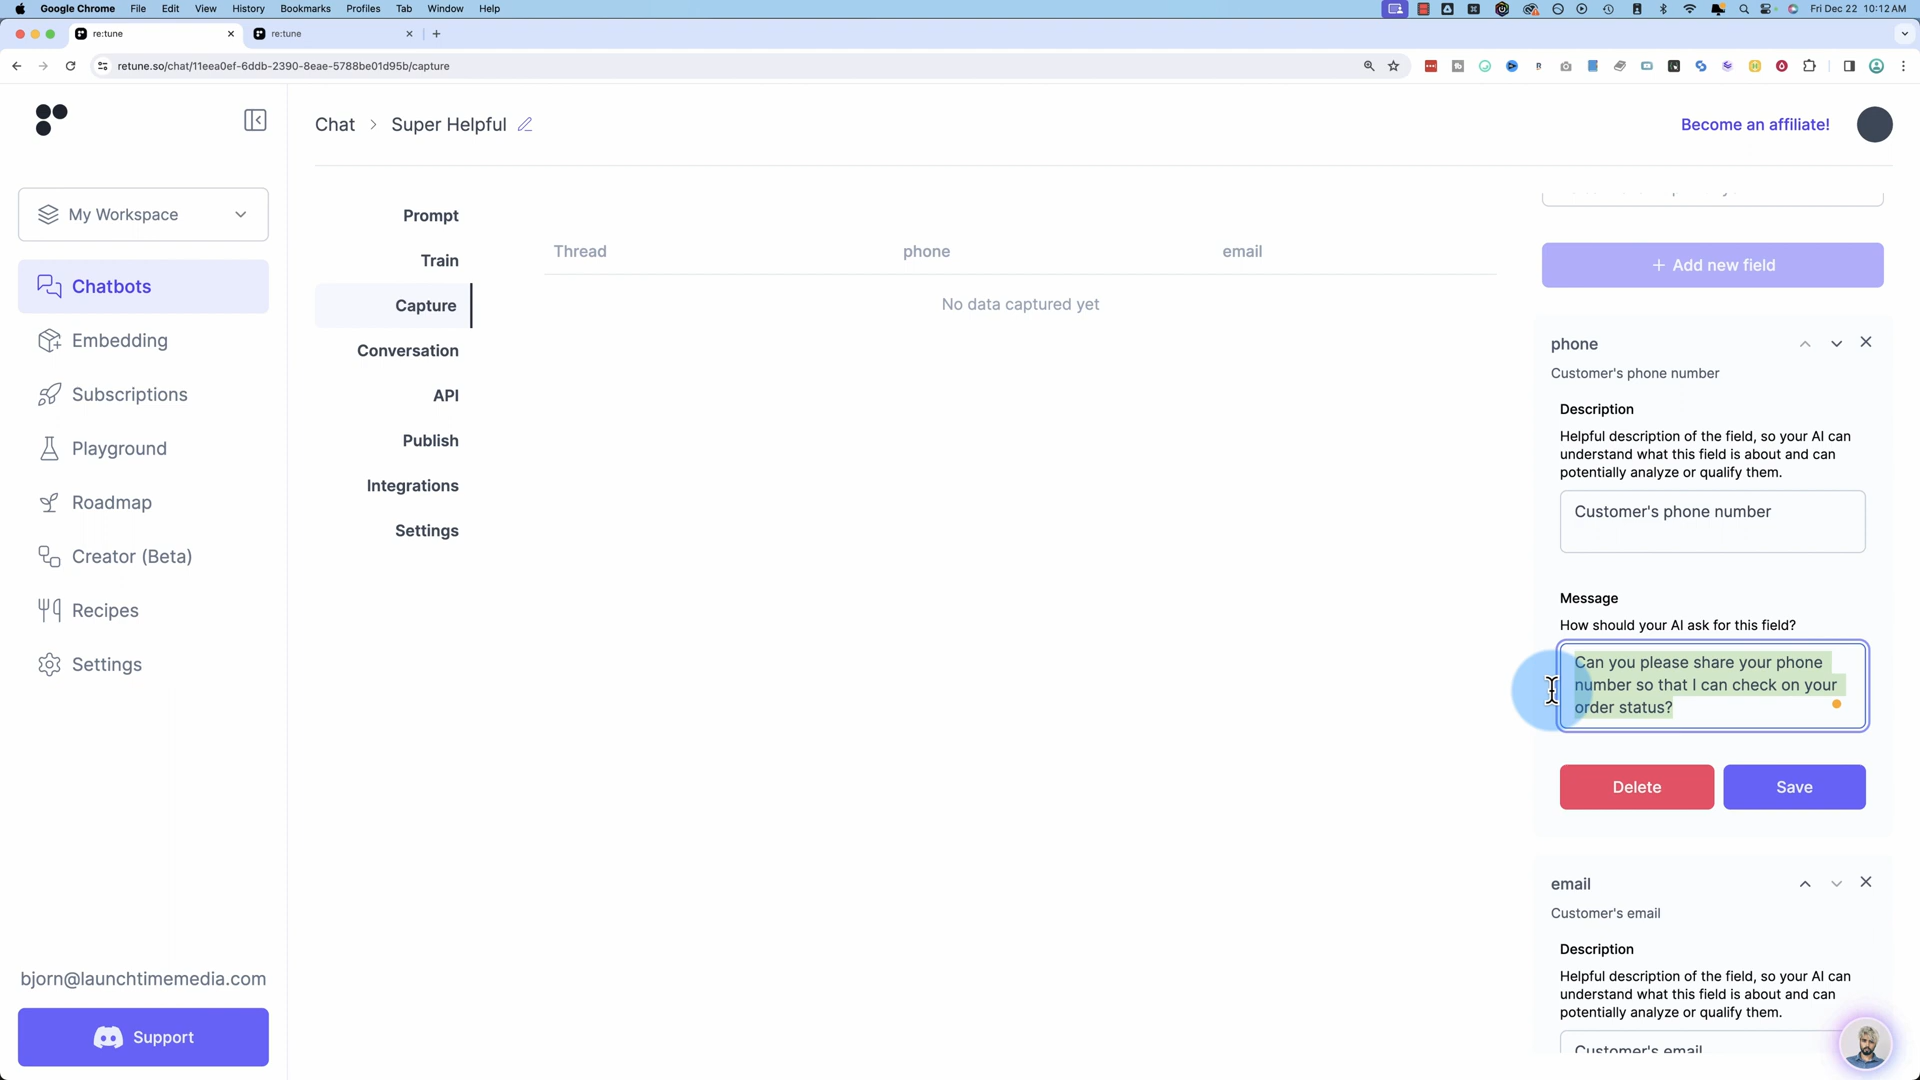 Google Chrome File Edit View History Bookmarks Profiles Tab Window Help Fri Dec 22 10:12 AM
re:tune re:tune
retune.so/chat/11eea0ef-6ddb-2390-8eae-5788be01d95b/capture
Chat > Super Helpful
Become an affiliate!
My Workspace
Chatbots
Embedding
Subscriptions
Playground
Roadmap
Creator (Beta)
Recipes
Settings
bjorn@launchtimemedia.com
Support
Prompt
Train
Capture
Conversation
API
Publish
Integrations
Settings
Thread phone email
No data captured yet
+ Add new field
phone
Customer's phone number
Description
Helpful description of the field, so your AI can
understand what this field is about and can
potentially analyze or qualify them.
Customer's phone number
Message
How should your AI ask for this field?
Can you please share your phone
number so that I can check on your
order status?
Delete Save
email
Customer's email
Description
Helpful description of the field, so your AI can
understand what this field is about and can
potentially analyze or qualify them.
Customer's email